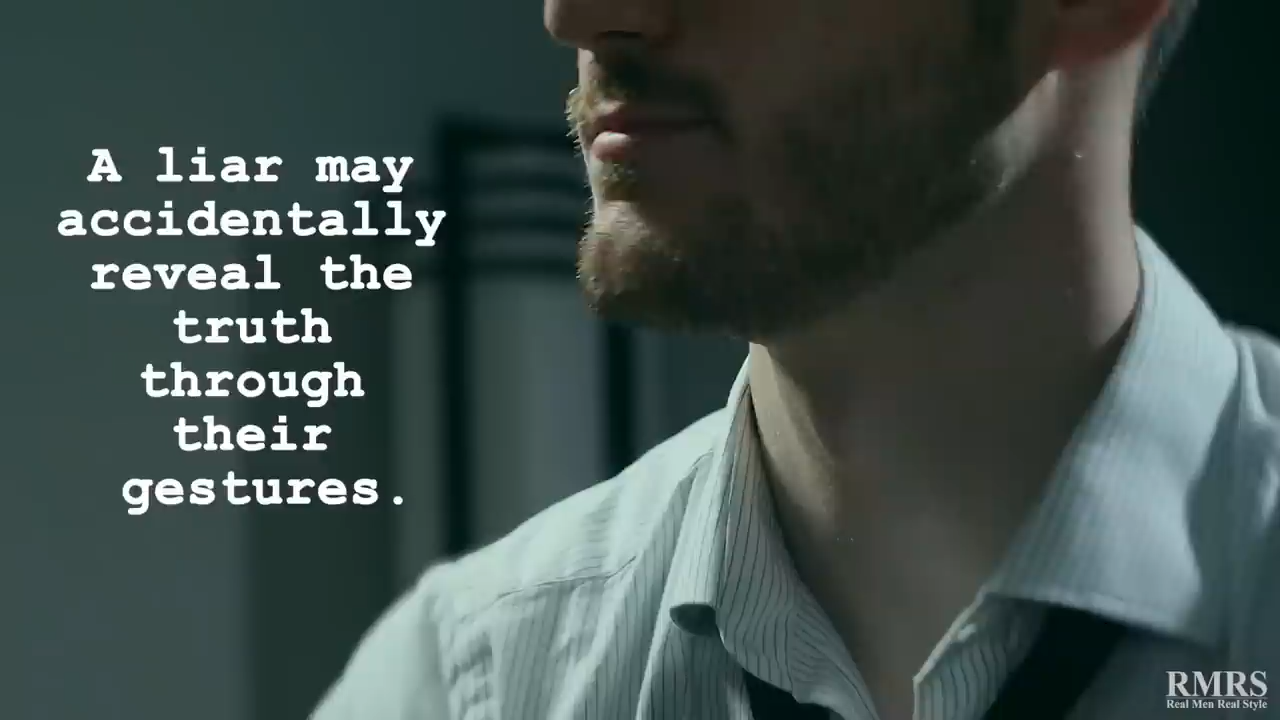 A liar may
accidentally
reveal the
truth
through
their
gestures.
RMRS
Real Men Real Style